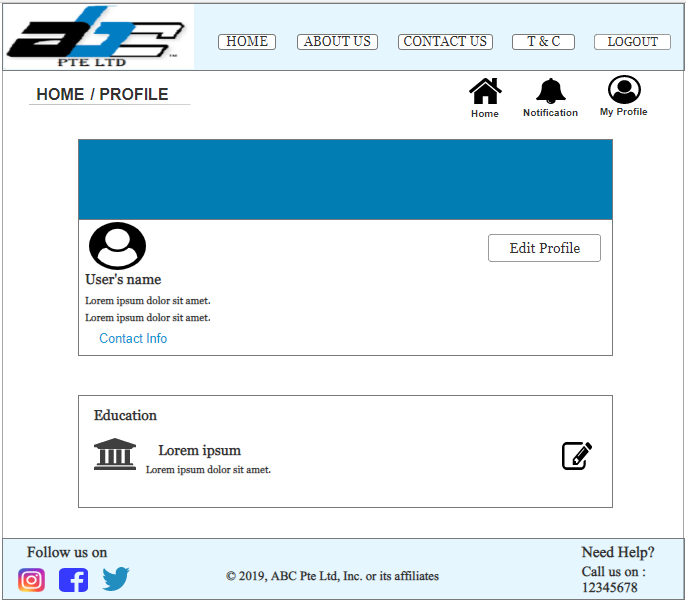 abc
PTE LTD
HOME
ABOUT US
CONTACT US
T & C
LOGOUT
HOME / PROFILE
Home
Notification
My Profile
Edit Profile
User's name
Lorem ipsum dolor sit amet.
Lorem ipsum dolor sit amet.
Contact Info
Education
Lorem ipsum
Lorem ipsum dolor sit amet.
Follow us on
© 2019, ABC Pte Ltd, Inc. or its affiliates
Need Help?
Call us on :
12345678